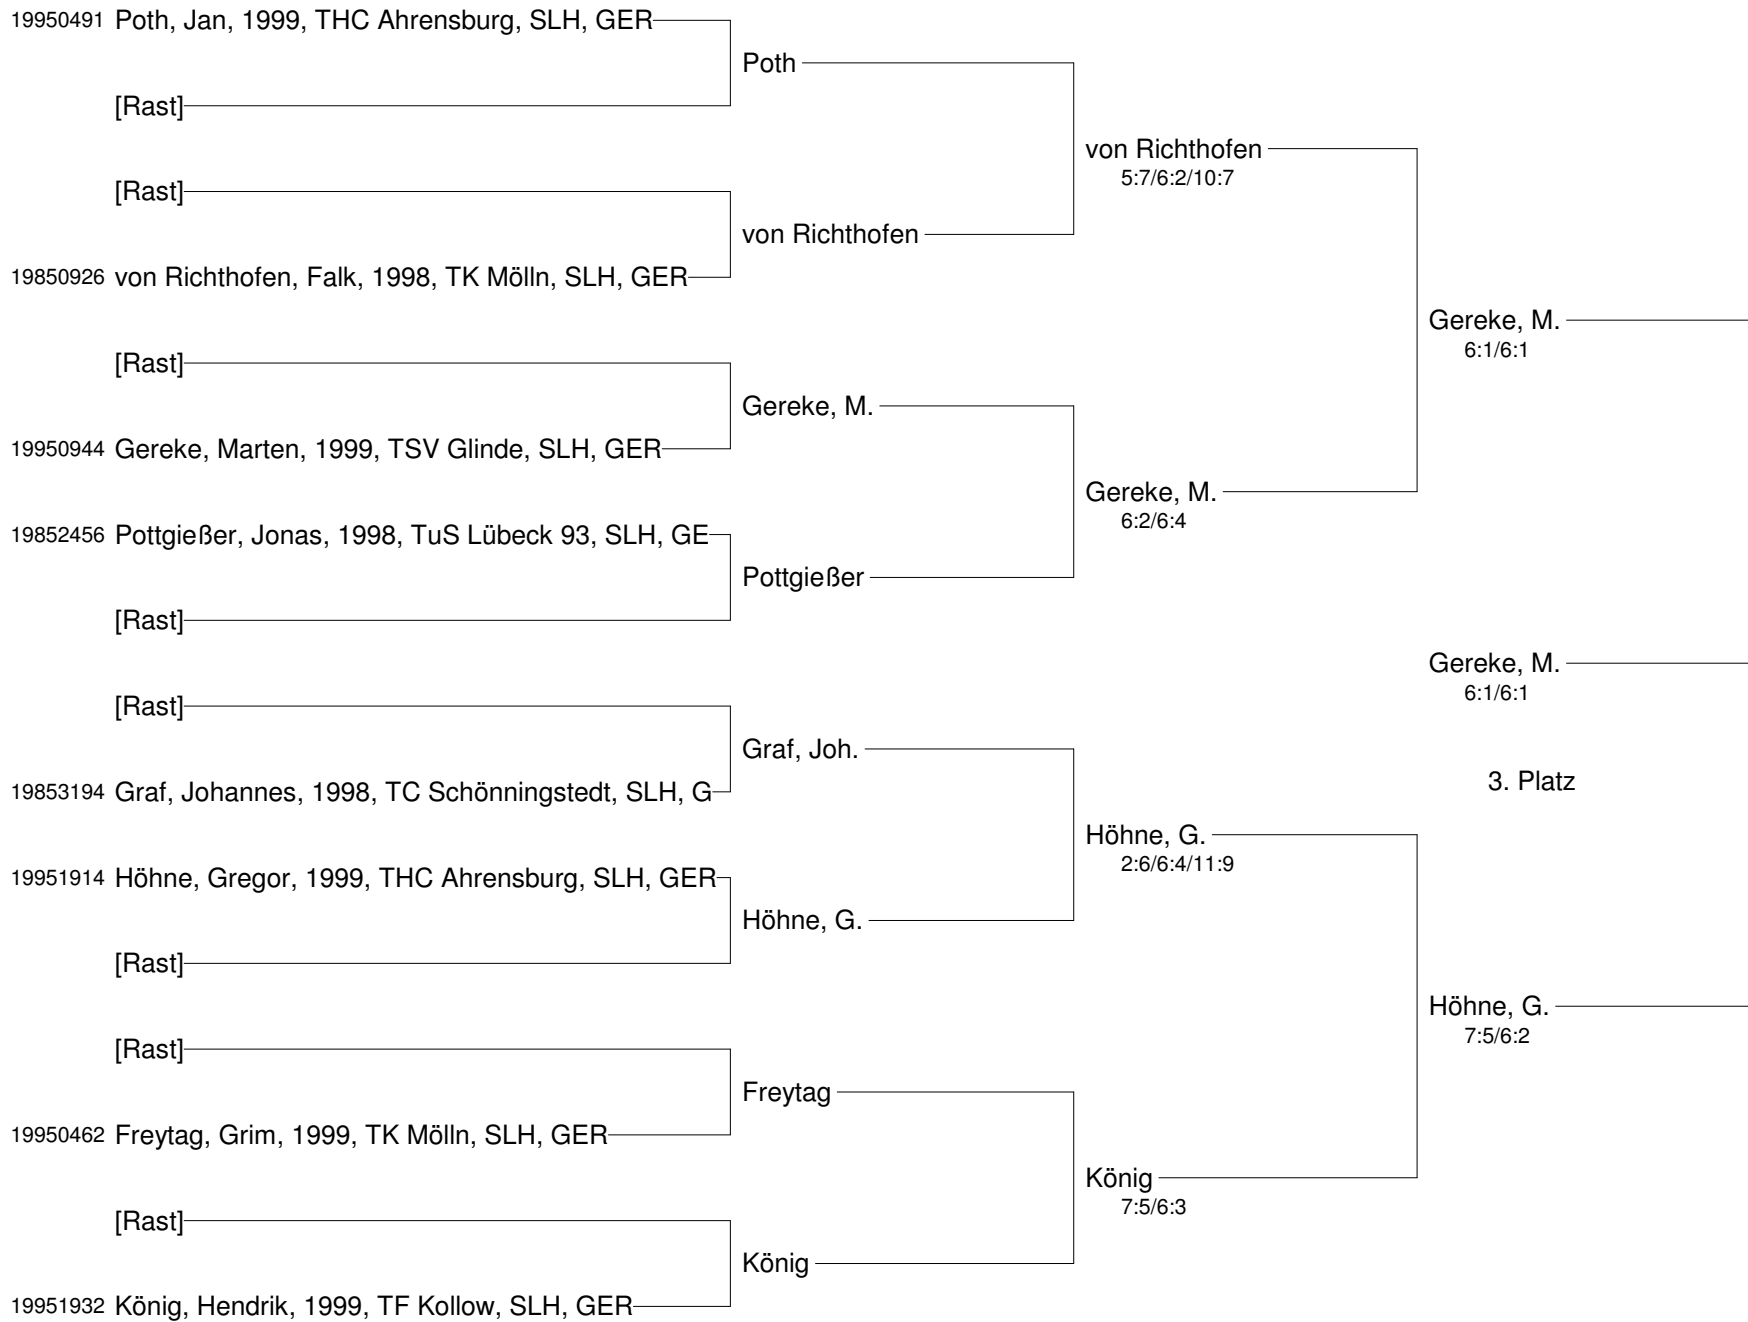 19950491 Poth, Jan, 1999, THC Ahrensburg, SLH, GER
Poth
[Rast]
von Richthofen
5:7/6:2/10:7
[Rast]
von Richthofen
19850926 von Richthofen, Falk, 1998, TK Mölln, SLH, GER
Gereke, M.
6:1/6:1
[Rast]
Gereke, M.
19950944 Gereke, Marten, 1999, TSV Glinde, SLH, GER
Gereke, M.
6:2/6:4
19852456 Pottgießer, Jonas, 1998, TuS Lübeck 93, SLH, GE
Pottgießer
[Rast]
Gereke, M.
6:1/6:1
[Rast]
Graf, Joh.
3. Platz
19853194 Graf, Johannes, 1998, TC Schönningstedt, SLH, G
Höhne, G.
2:6/6:4/11:9
19951914 Höhne, Gregor, 1999, THC Ahrensburg, SLH, GER
Höhne, G.
[Rast]
Höhne, G.
7:5/6:2
[Rast]
Freytag
19950462 Freytag, Grim, 1999, TK Mölln, SLH, GER
König
7:5/6:3
[Rast]
König
19951932 König, Hendrik, 1999, TF Kollow, SLH, GER